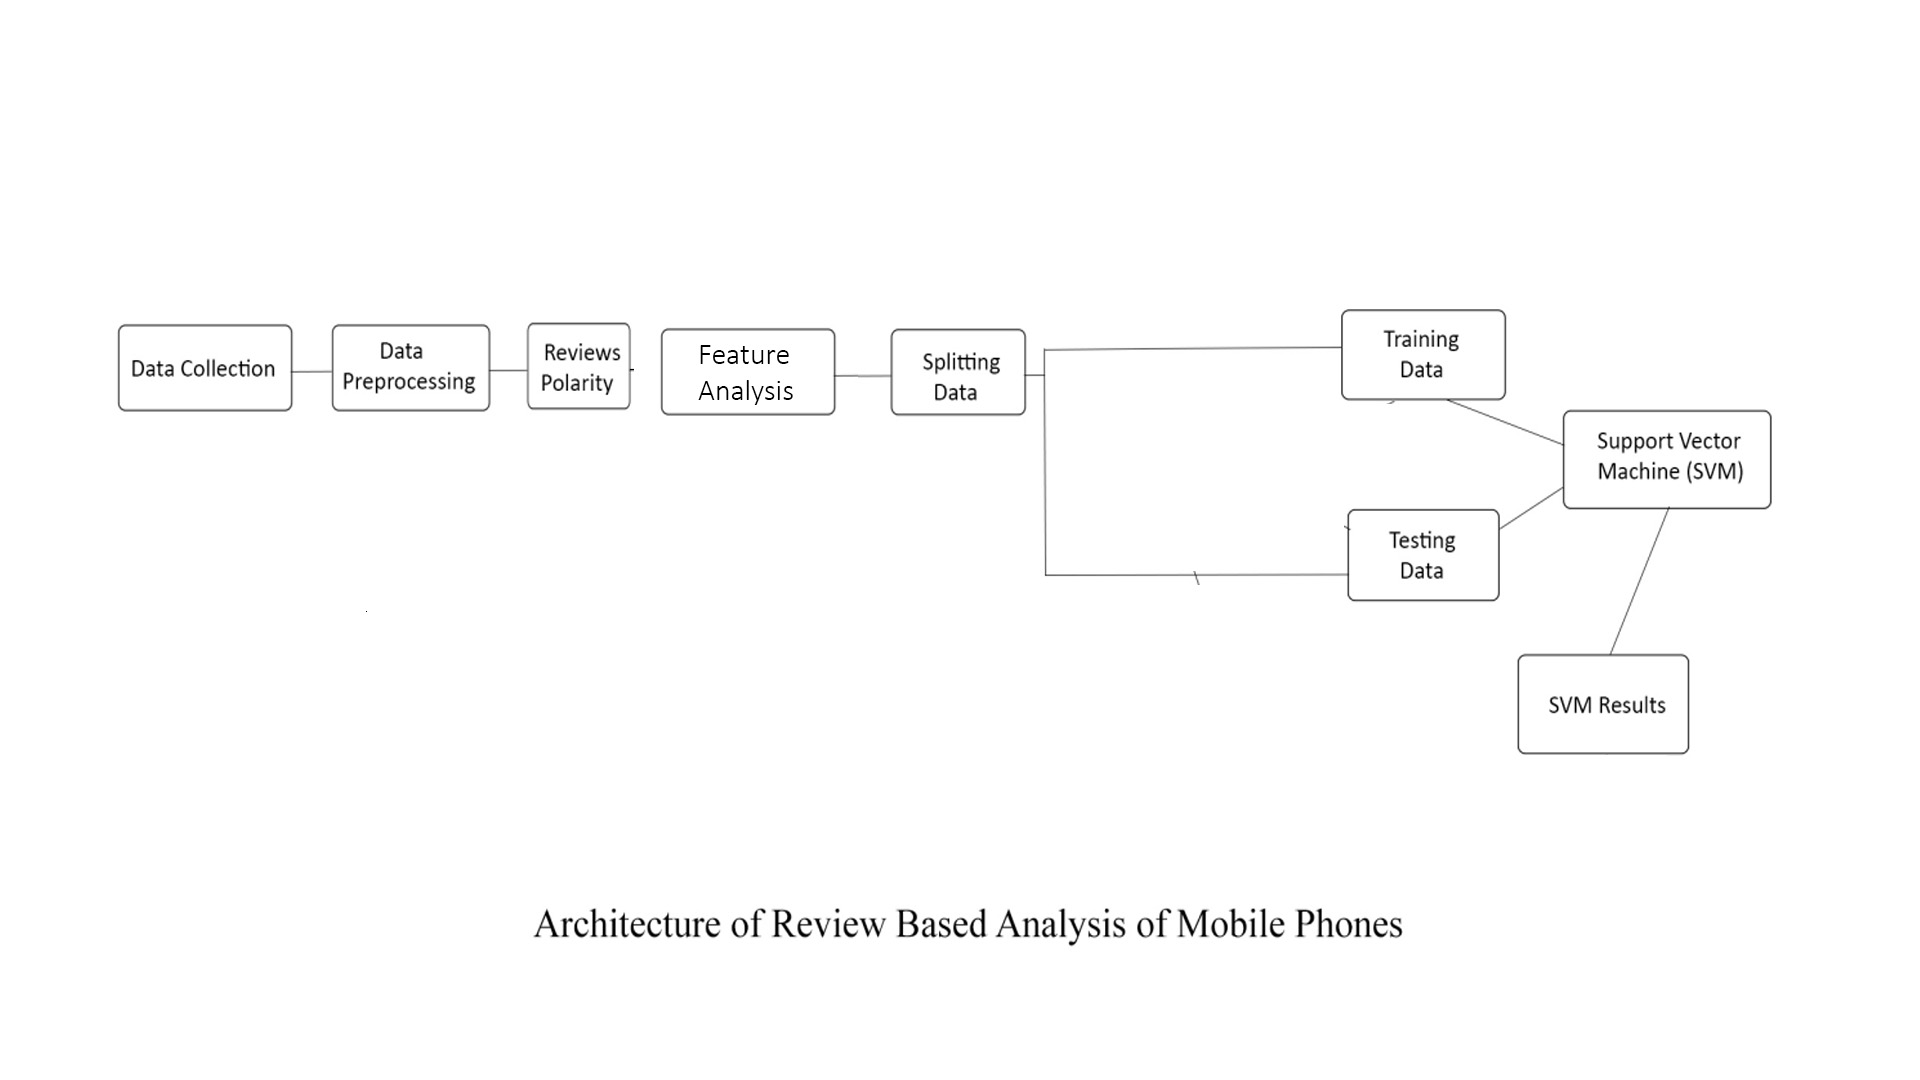 Data Collection
Data
Preprocessing
Reviews
Polarity
Feature
Analysis
Splitting
Data
Training
Data
Support Vector
Machine (SVM)
Testing
Data
SVM Results
Architecture of Review Based Analysis of Mobile Phones